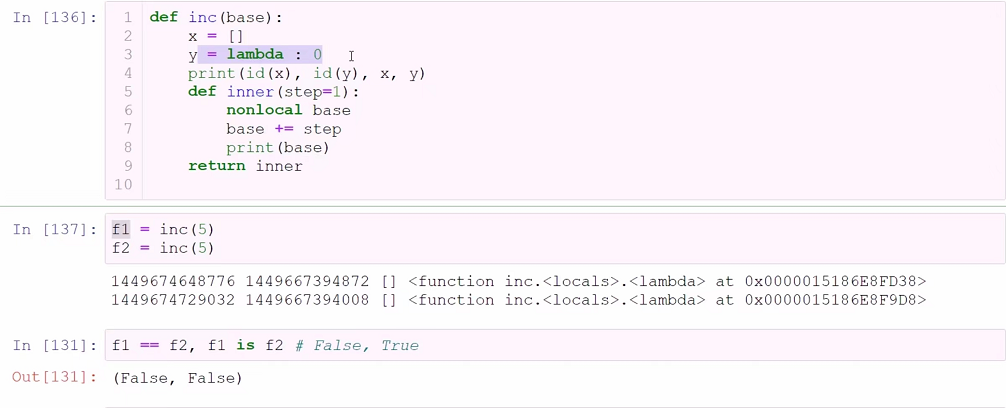 In [136]:
1 def inc(base):
2     x = []
3     y = lambda : 0
4     print(id(x), id(y), x, y)
5     def inner(step=1):
6         nonlocal base
7         base += step
8         print(base)
9     return inner
10
In [137]: f1 = inc(5)
f2 = inc(5)
1449674648776 1449667394872 [] <function inc.<locals>.<lambda> at 0x0000015186E8FD38>
1449674729032 1449667394008 [] <function inc.<locals>.<lambda> at 0x0000015186E8F9D8>
In [131]: f1 == f2, f1 is f2 # False, True
Out[131]: (False, False)